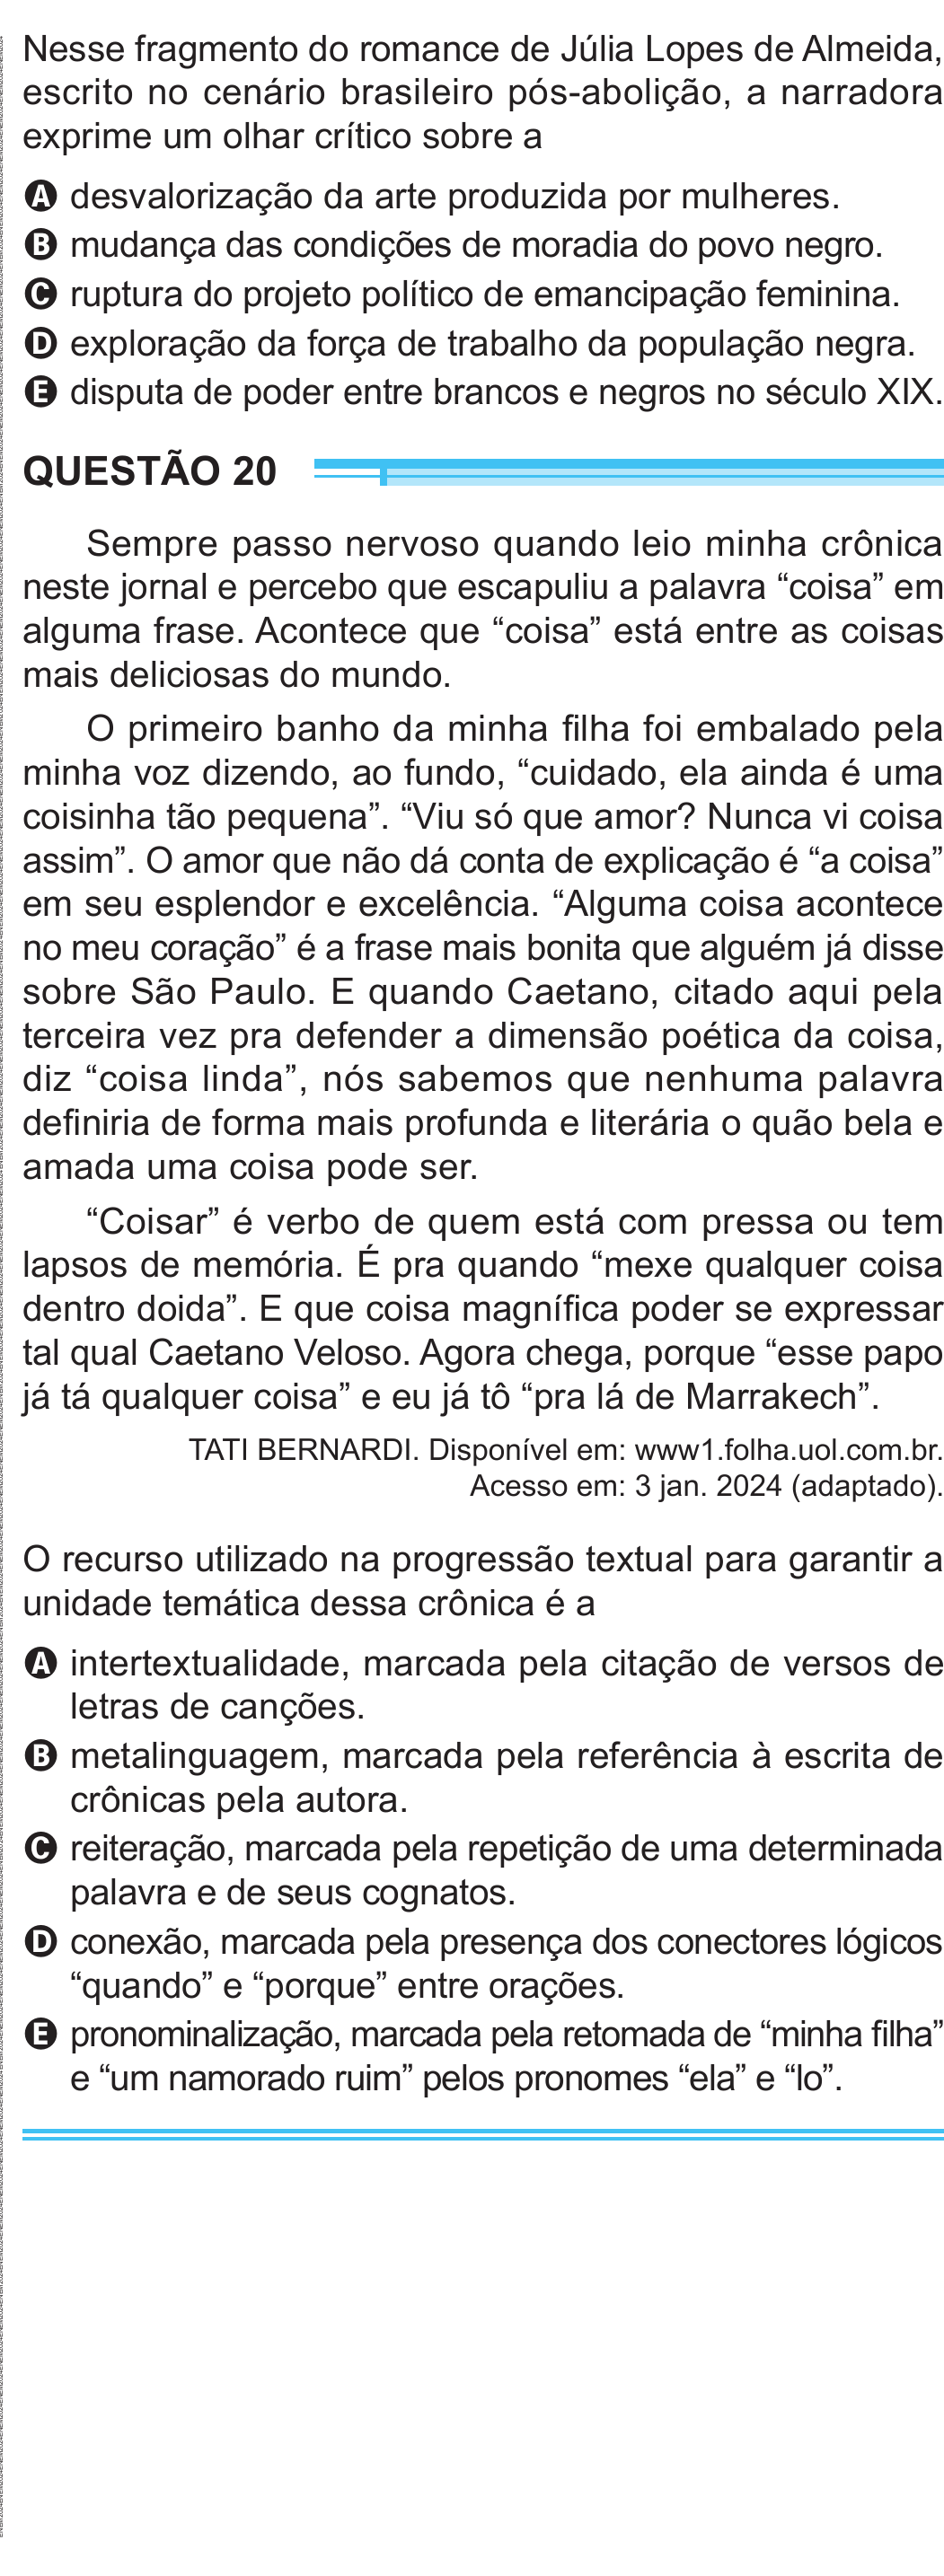 Nesse fragmento do romance de Júlia Lopes de Almeida,
escrito no cenário brasileiro pós-abolição, a narradora
exprime um olhar crítico sobre a
A desvalorização da arte produzida por mulheres.
B mudança das condições de moradia do povo negro.
C ruptura do projeto político de emancipação feminina.
D exploração da força de trabalho da população negra.
E disputa de poder entre brancos e negros no século XIX.
QUESTÃO 20
Sempre passo nervoso quando leio minha crônica
neste jornal e percebo que escapuliu a palavra “coisa” em
alguma frase. Acontece que “coisa” está entre as coisas
mais deliciosas do mundo.
O primeiro banho da minha filha foi embalado pela
minha voz dizendo, ao fundo, “cuidado, ela ainda é uma
coisinha tão pequena”. “Viu só que amor? Nunca vi coisa
assim”. O amor que não dá conta de explicação é “a coisa”
em seu esplendor e excelência. “Alguma coisa acontece
no meu coração” é a frase mais bonita que alguém já disse
sobre São Paulo. E quando Caetano, citado aqui pela
terceira vez pra defender a dimensão poética da coisa,
diz “coisa linda”, nós sabemos que nenhuma palavra
definiria de forma mais profunda e literária o quão bela e
amada uma coisa pode ser.
“Coisar” é verbo de quem está com pressa ou tem
lapsos de memória. É pra quando “mexe qualquer coisa
dentro doida”. E que coisa magnífica poder se expressar
tal qual Caetano Veloso. Agora chega, porque “esse papo
já tá qualquer coisa” e eu já tô “pra lá de Marrakech”.
TATI BERNARDI. Disponível em: www1.folha.uol.com.br.
Acesso em: 3 jan. 2024 (adaptado).
O recurso utilizado na progressão textual para garantir a
unidade temática dessa crônica é a
A intertextualidade, marcada pela citação de versos de
letras de canções.
B metalinguagem, marcada pela referência à escrita de
crônicas pela autora.
C reiteração, marcada pela repetição de uma determinada
palavra e de seus cognatos.
D conexão, marcada pela presença dos conectores lógicos
“quando” e “porque” entre orações.
E pronominalização, marcada pela retomada de “minha filha”
e “um namorado ruim” pelos pronomes “ela” e “lo”.